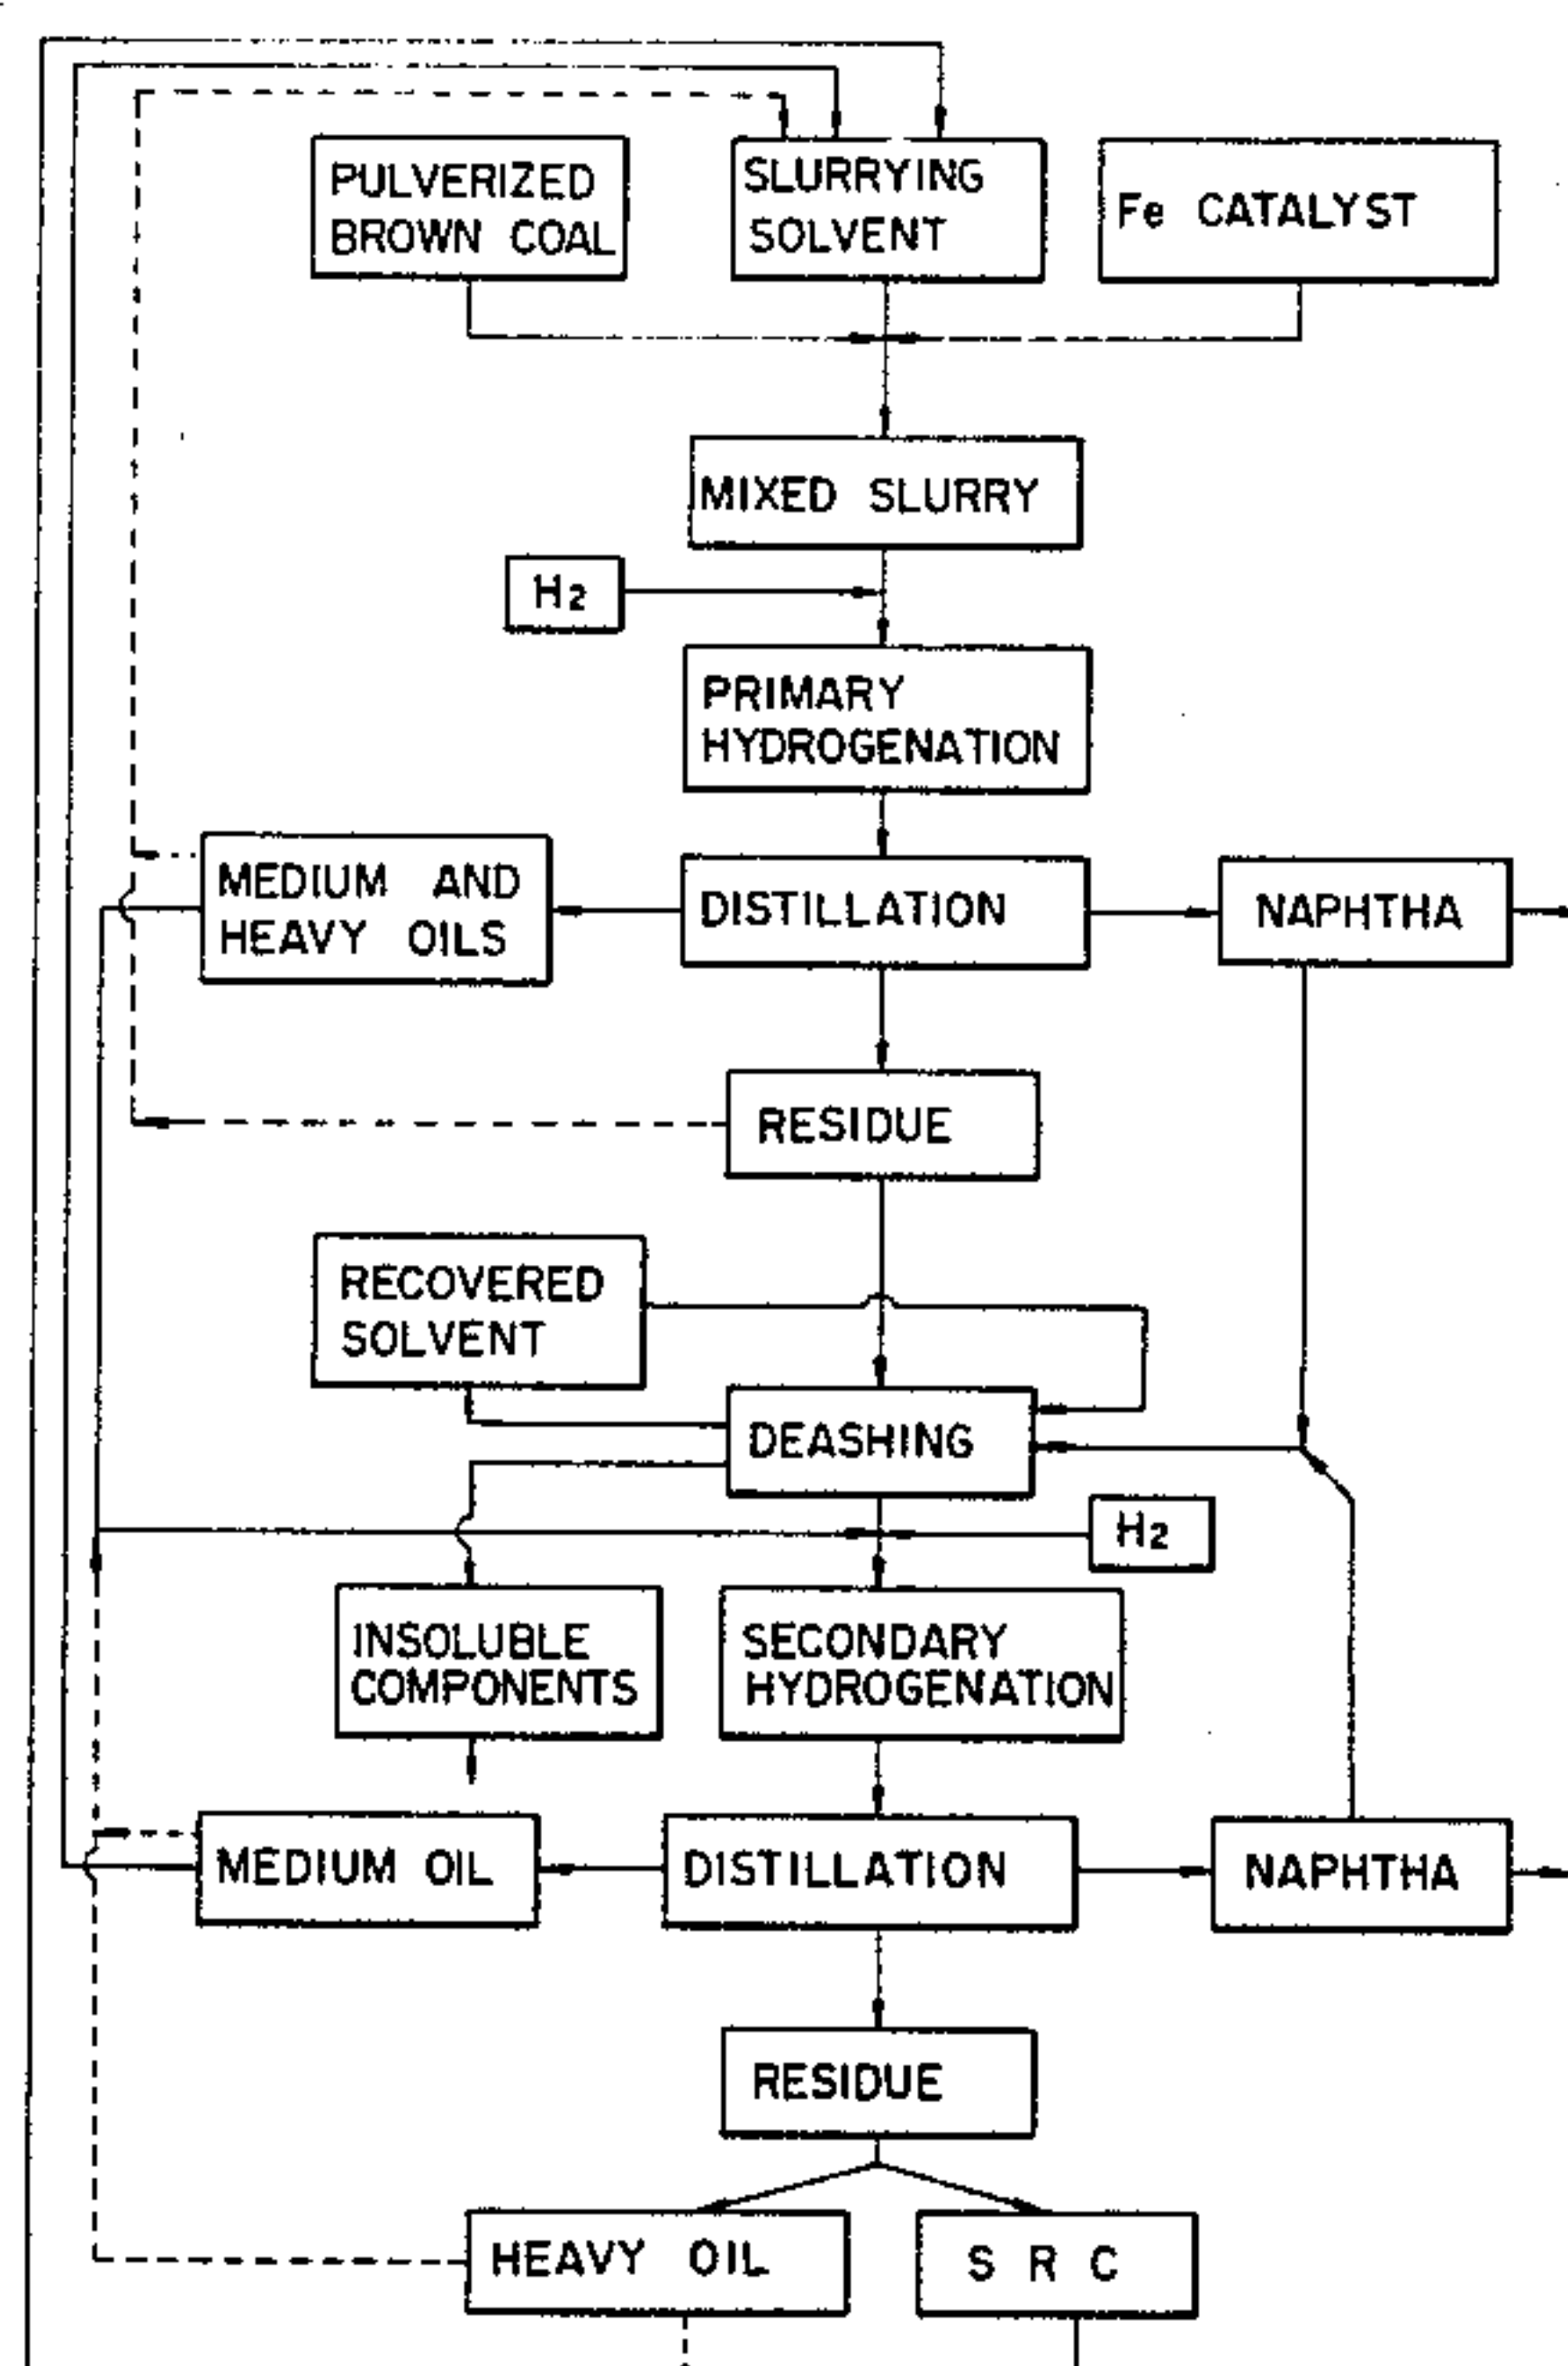 PULVERIZED
BROWN COAL
SLURRYING
SOLVENT
Fe CATALYST
MIXED SLURRY
H2
PRIMARY
HYDROGENATION
MEDIUM AND
HEAVY OILS
DISTILLATION
NAPHTHA
RESIDUE
RECOVERED
SOLVENT
DEASHING
H2
INSOLUBLE
COMPONENTS
SECONDARY
HYDROGENATION
MEDIUM OIL
DISTILLATION
NAPHTHA
RESIDUE
HEAVY OIL
S R C